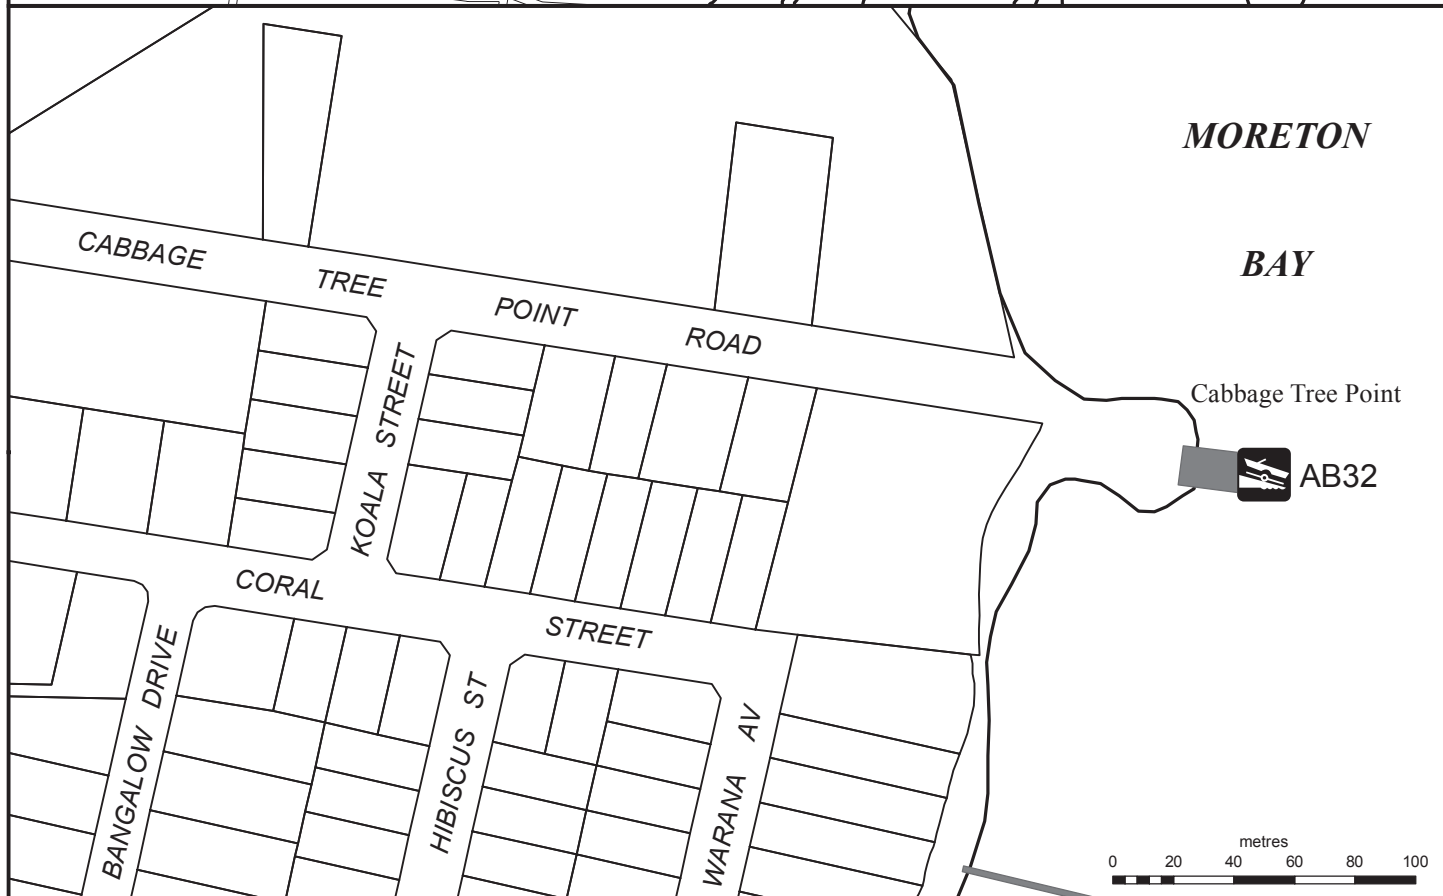 MORETON
BAY
CABBAGE TREE POINT ROAD
Cabbage Tree Point
AB32
KOALA STREET
CORAL STREET
BANGALOW DRIVE
HIBISCUS ST
WARANA AV
metres
0 20 40 60 80 100